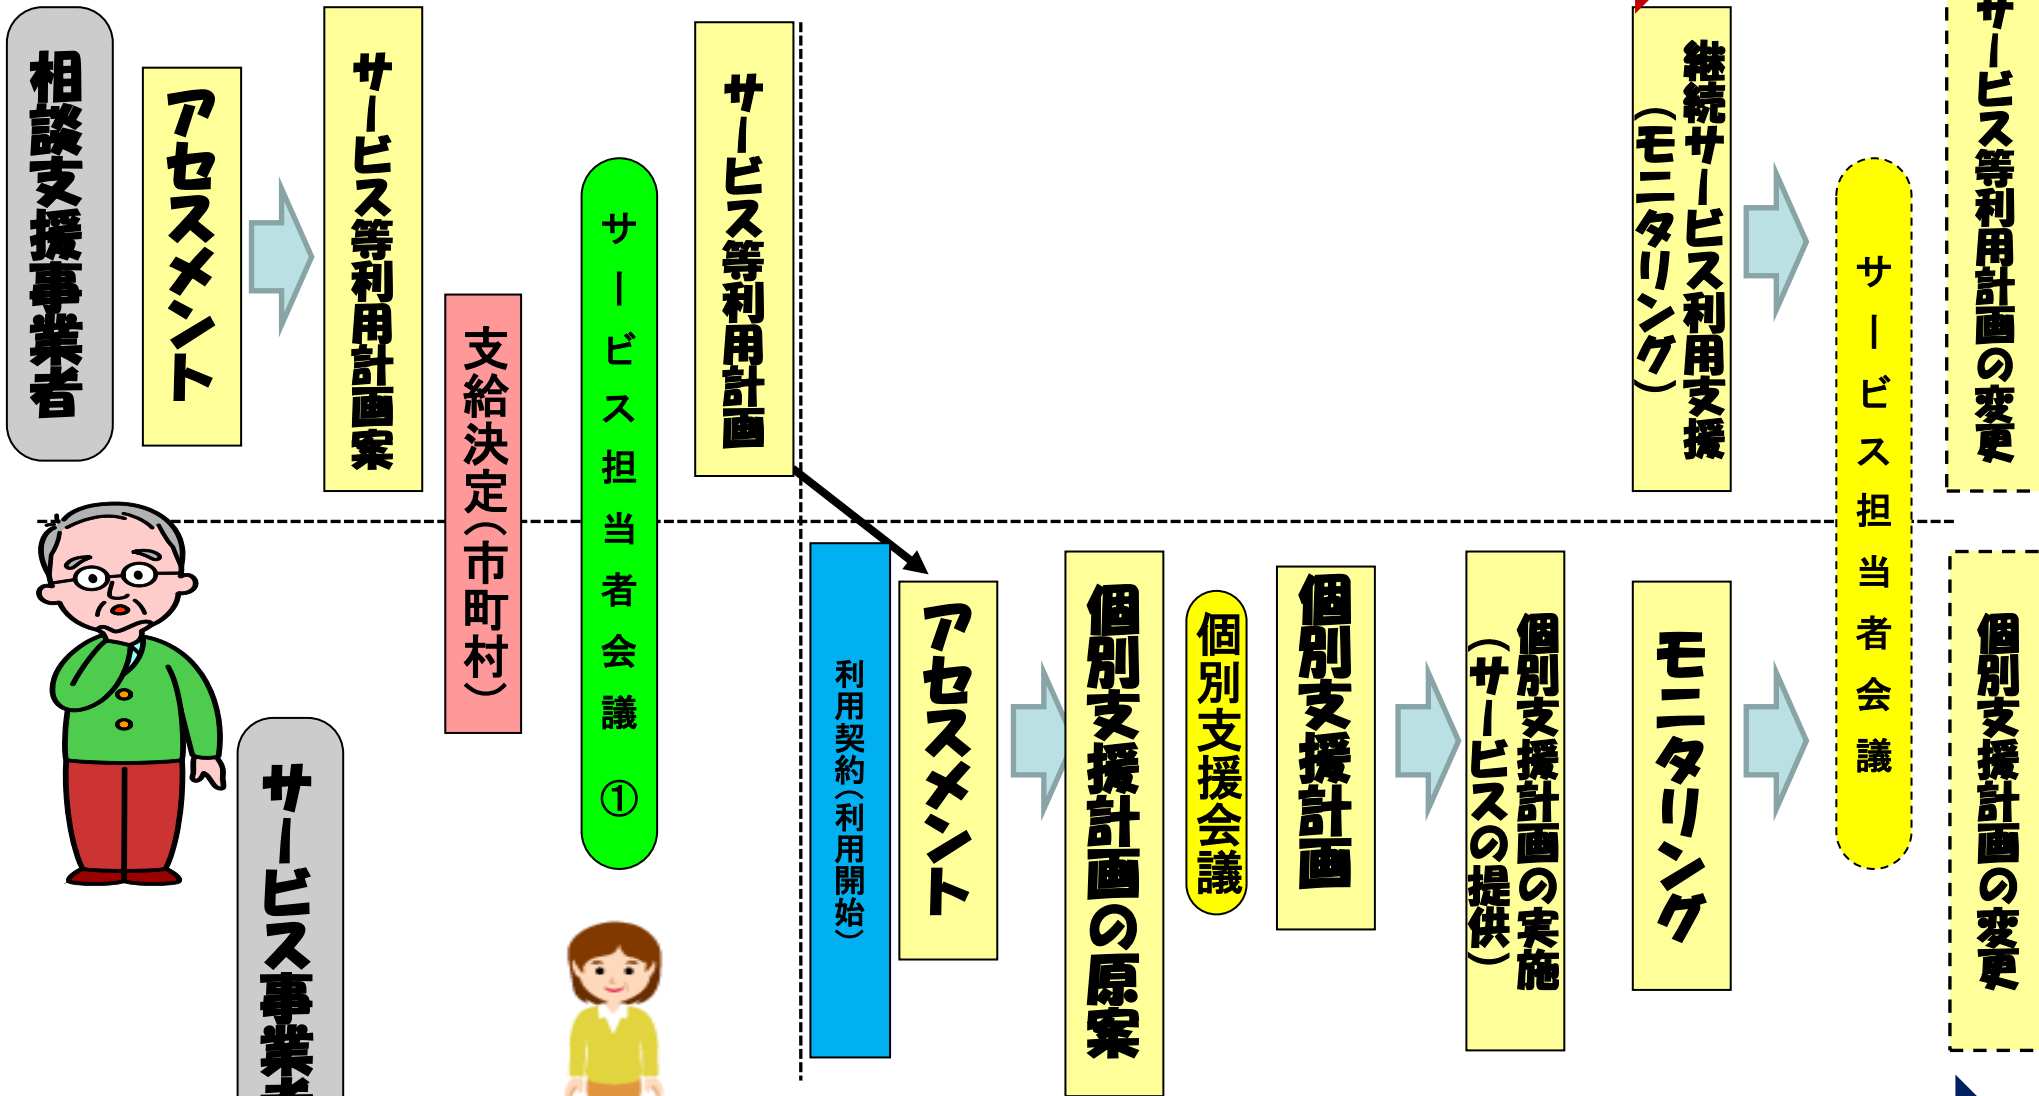 相談支援事業者
アセスメント
サービス等利用計画案
支給決定（市町村）
サービス担当者会議 ①
サービス等利用計画
継続サービス利用支援
（モニタリング）
サービス担当者会議
サービス等利用計画の変更
サービス事業者
利用契約（利用開始）
アセスメント
個別支援計画の原案
個別支援会議
個別支援計画
個別支援計画の実施
（サービスの提供）
モニタリング
個別支援計画の変更